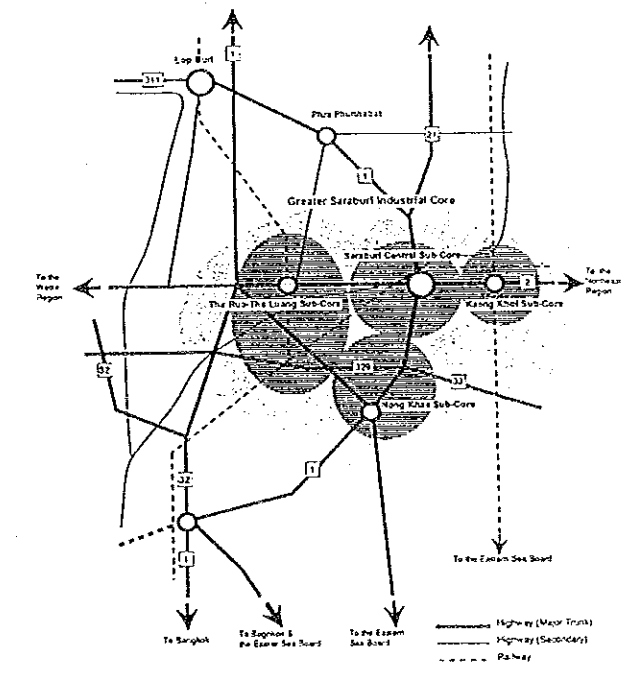 1
Lop Buri
311
Phra Phutthabat
21
1
Greater Saraburi Industrial Core
Saraburi Central Sub-Core
To the
Region
To the
Northeast
Region
2
The Rua-Tha Luang Sub-Core
Kaeng Khoi Sub-Core
32
329
33
Nong Khae Sub-Core
1
32
1
To the Eastern Sea Board
To Bangkok
To Bangkok &
the Easter Sea Board
To the Eastern
Sea Board
Highway (Major Trunk)
Highway (Secondary)
Railway